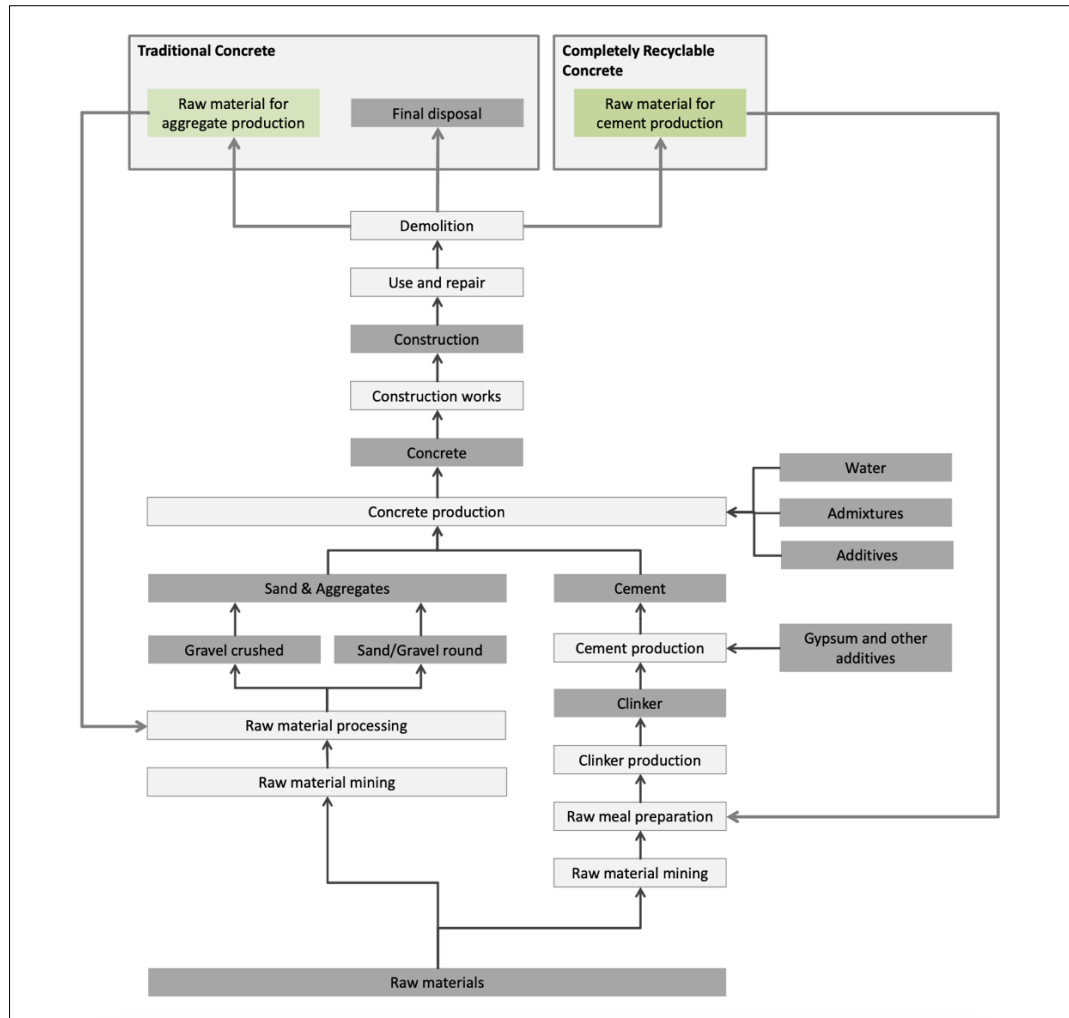 Traditional Concrete
Completely Recyclable
Concrete
Raw material for
aggregate production
Final disposal
Raw material for
cement production
Demolition
Use and repair
Construction
Construction works
Concrete
Water
Concrete production
Admixtures
Additives
Sand & Aggregates
Cement
Gravel crushed
Sand/Gravel round
Cement production
Gypsum and other
additives
Clinker
Raw material processing
Clinker production
Raw material mining
Raw meal preparation
Raw material mining
Raw materials